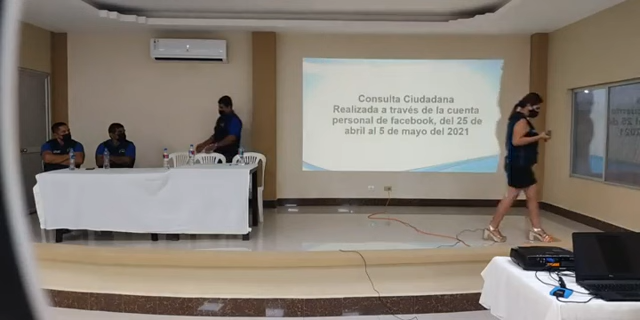 Consulta Ciudadana
Realizada a través de la cuenta
personal de facebook, del 25 de
abril al 5 de mayo del 2021